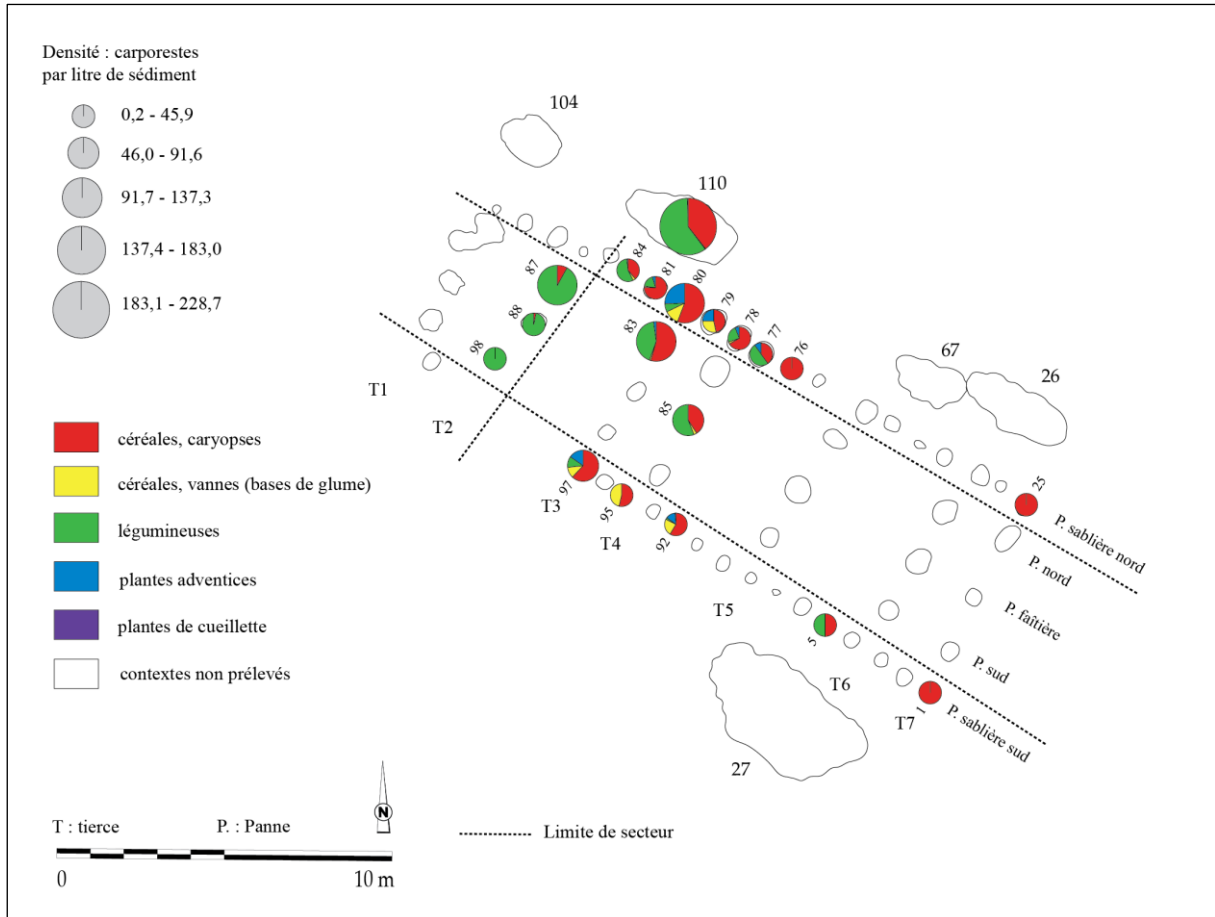 Densité : carporestes
par litre de sédiment
0,2 - 45,9
46,0 - 91,6
91,7 - 137,3
137,4 - 183,0
183,1 - 228,7
104
110
84
81
80
79
78
77
76
87
88
98
83
85
67
26
25
P. sablière nord
P. nord
P. faîtière
P. sud
P. sablière sud
T1
T2
T3
T4
T5
T6
T7
97
95
92
5
1
27
céréales, caryopses
céréales, vannes (bases de glume)
légumineuses
plantes adventices
plantes de cueillette
contextes non prélevés
N
T : tierce P. : Panne
Limite de secteur
0 10 m